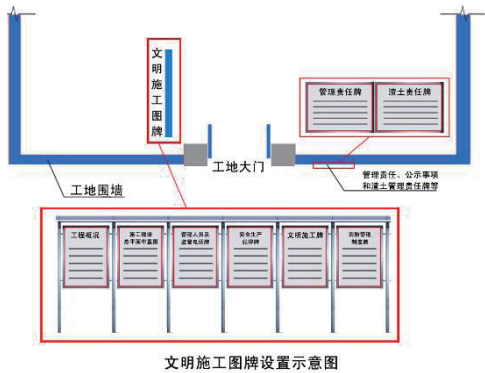 文明施工图牌
管理责任牌
渣土责任牌
工地大门
管理责任、公示事项
和渣土管理责任牌等
工地围墙
工程概况
施工现场
总平面布置图
管理人员及
监督电话牌
安全生产
纪律牌
文明施工牌
消防管理
制度牌
文明施工图牌设置示意图